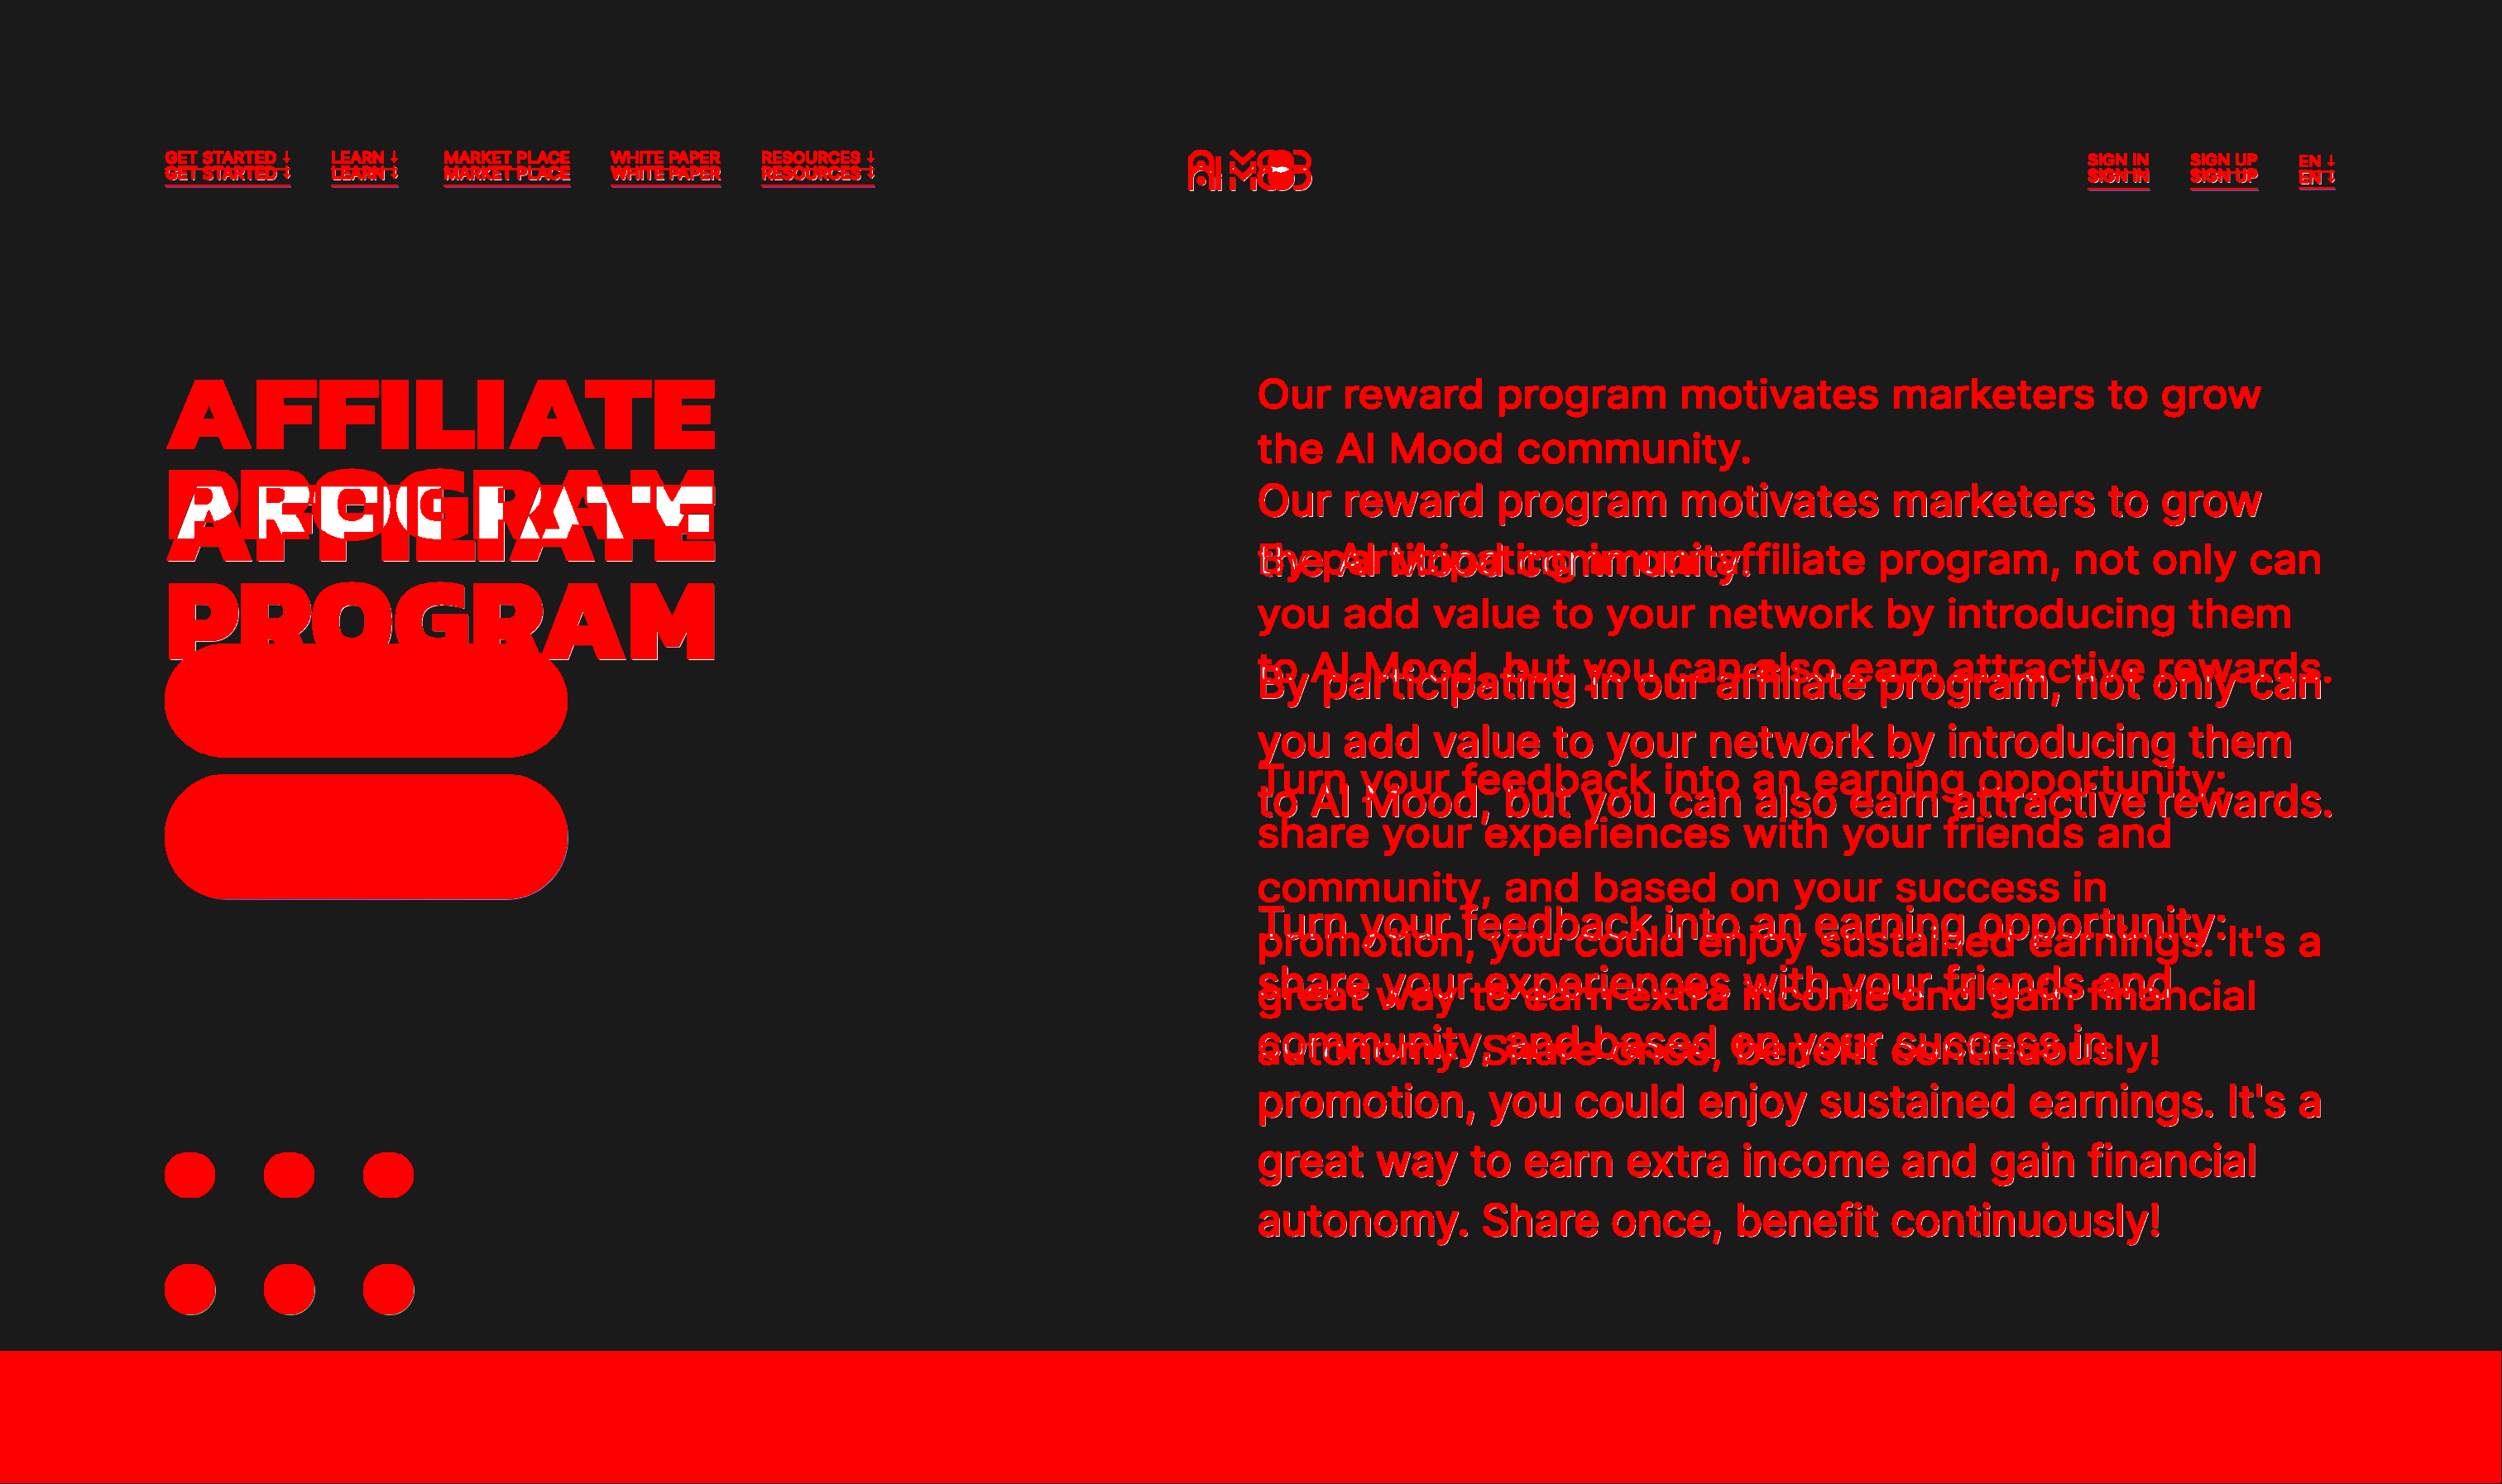 GET STARTED ↓ LEARN ↓ MARKET PLACE WHITE PAPER RESOURCES ↓ SIGN IN SIGN UP EN ↓
GET STARTED ↓ LEARN ↓ MARKET PLACE WHITE PAPER RESOURCES ↓ SIGN IN SIGN UP EN ↓
AFFILIATE
PROGRAM
AFFILIATE
PROGRAM
Our reward program motivates marketers to grow
the AI Mood community.
Our reward program motivates marketers to grow
the AI Mood community.
By participating in our affiliate program, not only can
you add value to your network by introducing them
to AI Mood, but you can also earn attractive rewards.
By participating in our affiliate program, not only can
you add value to your network by introducing them
to AI Mood, but you can also earn attractive rewards.
Turn your feedback into an earning opportunity:
share your experiences with your friends and
community, and based on your success in
promotion, you could enjoy sustained earnings. It's a
great way to earn extra income and gain financial
autonomy. Share once, benefit continuously!
Turn your feedback into an earning opportunity:
share your experiences with your friends and
community, and based on your success in
promotion, you could enjoy sustained earnings. It's a
great way to earn extra income and gain financial
autonomy. Share once, benefit continuously!